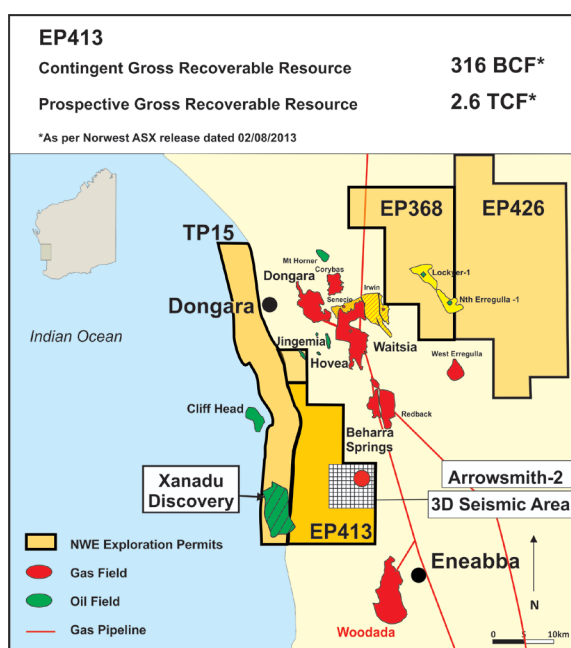 EP413
Contingent Gross Recoverable Resource 316 BCF*
Prospective Gross Recoverable Resource 2.6 TCF*
*As per Norwest ASX release dated 02/08/2013
EP368
EP426
TP15
Mt Horner
Corybas
Dongara
Lockyer-1
Irwin
Senecio
Nth Erregulla -1
Dongara
Indian Ocean
Jingemia
Waitsia
Hovea
West Erregulla
Cliff Head
Redback
Beharra
Springs
Xanadu
Discovery
Arrowsmith-2
3D Seismic Area
EP413
NWE Exploration Permits
Gas Field
Oil Field
Gas Pipeline
Eneabba
Woodada
N
0 5 10km